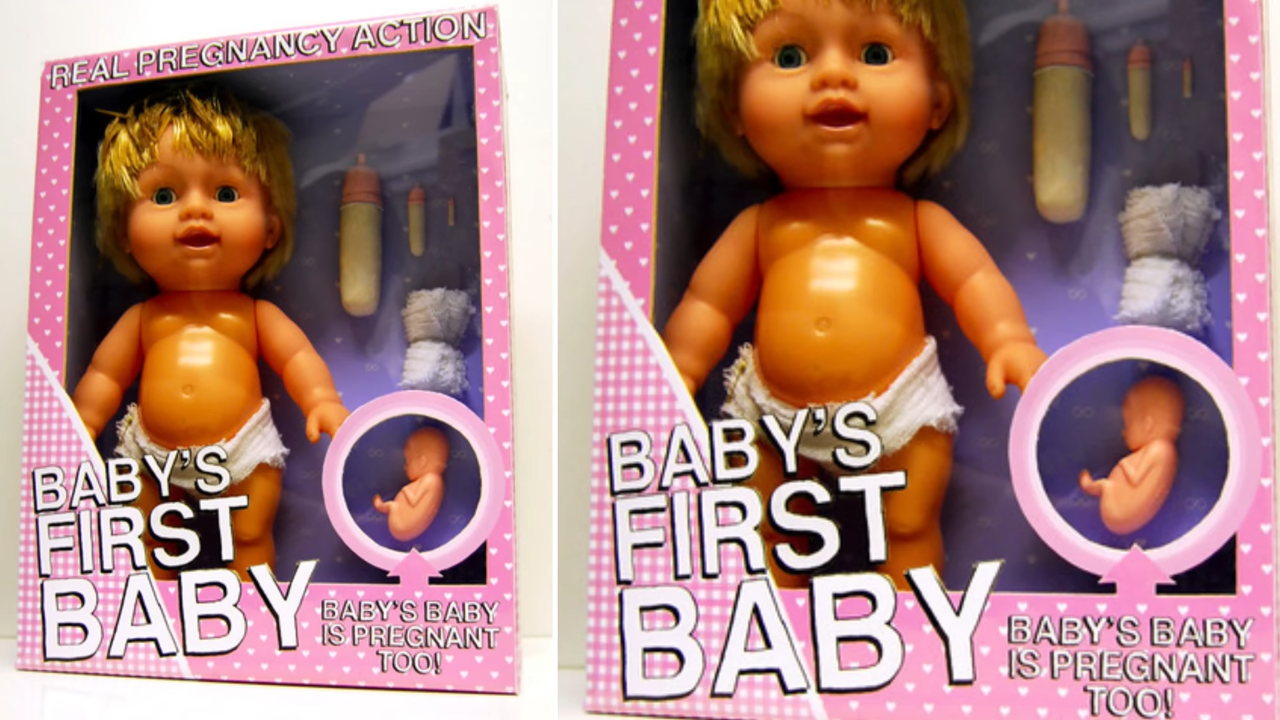 REAL PREGNANCY ACTION
BABY'S
FIRST
BABY
BABY'S BABY
IS PREGNANT
TOO!
BABY'S
FIRST
BABY
BABY'S BABY
IS PREGNANT
TOO!